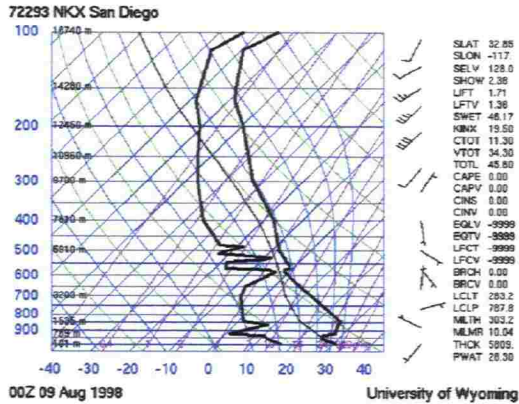 72293 NKX San Diego
100
16740 m
14280 m
200
12450 m
10960 m
300
9700 m
400
7610 m
500
600
700
800
900
-40 -30 -20 -10 0 10 20 30 40
00Z 09 Aug 1998
University of Wyoming
SLAT 32.85
SLON -117.
SELV 128.0
SHOW 2.38
LIFT 1.71
LFTV 1.36
SWET 46.17
KINX 19.50
CTOT 11.30
VTOT 34.30
TOTL 45.60
CAPE 0.00
CAPV 0.00
CINS 0.00
CINV 0.00
EQLV -9999
EQTV -9999
LFCT -9999
LFCV -9999
BRCH 0.00
BRCV 0.00
LCLT 283.2
LCLP 767.8
MLTH 303.2
MLMR 10.04
THCK 5809.
PWAT 26.30